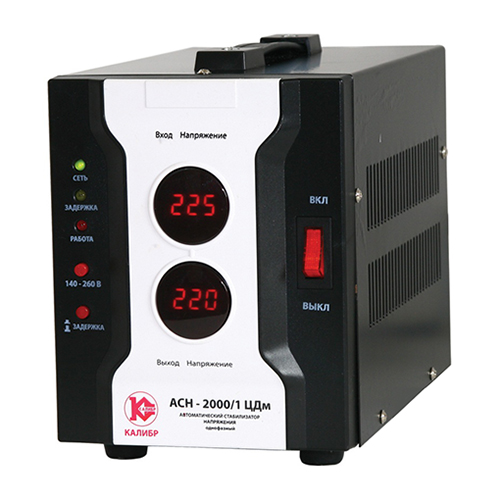 Вход Напряжение
225
СЕТЬ
ЗАДЕРЖКА
РАБОТА
140 - 260 В
ЗАДЕРЖКА
220
Выход Напряжение
ВКЛ
ВЫКЛ
КАЛИБР
КАЛИБР
АСН - 2000/1 ЦДм
АВТОМАТИЧЕСКИЙ СТАБИЛИЗАТОР
НАПРЯЖЕНИЯ
однофазный